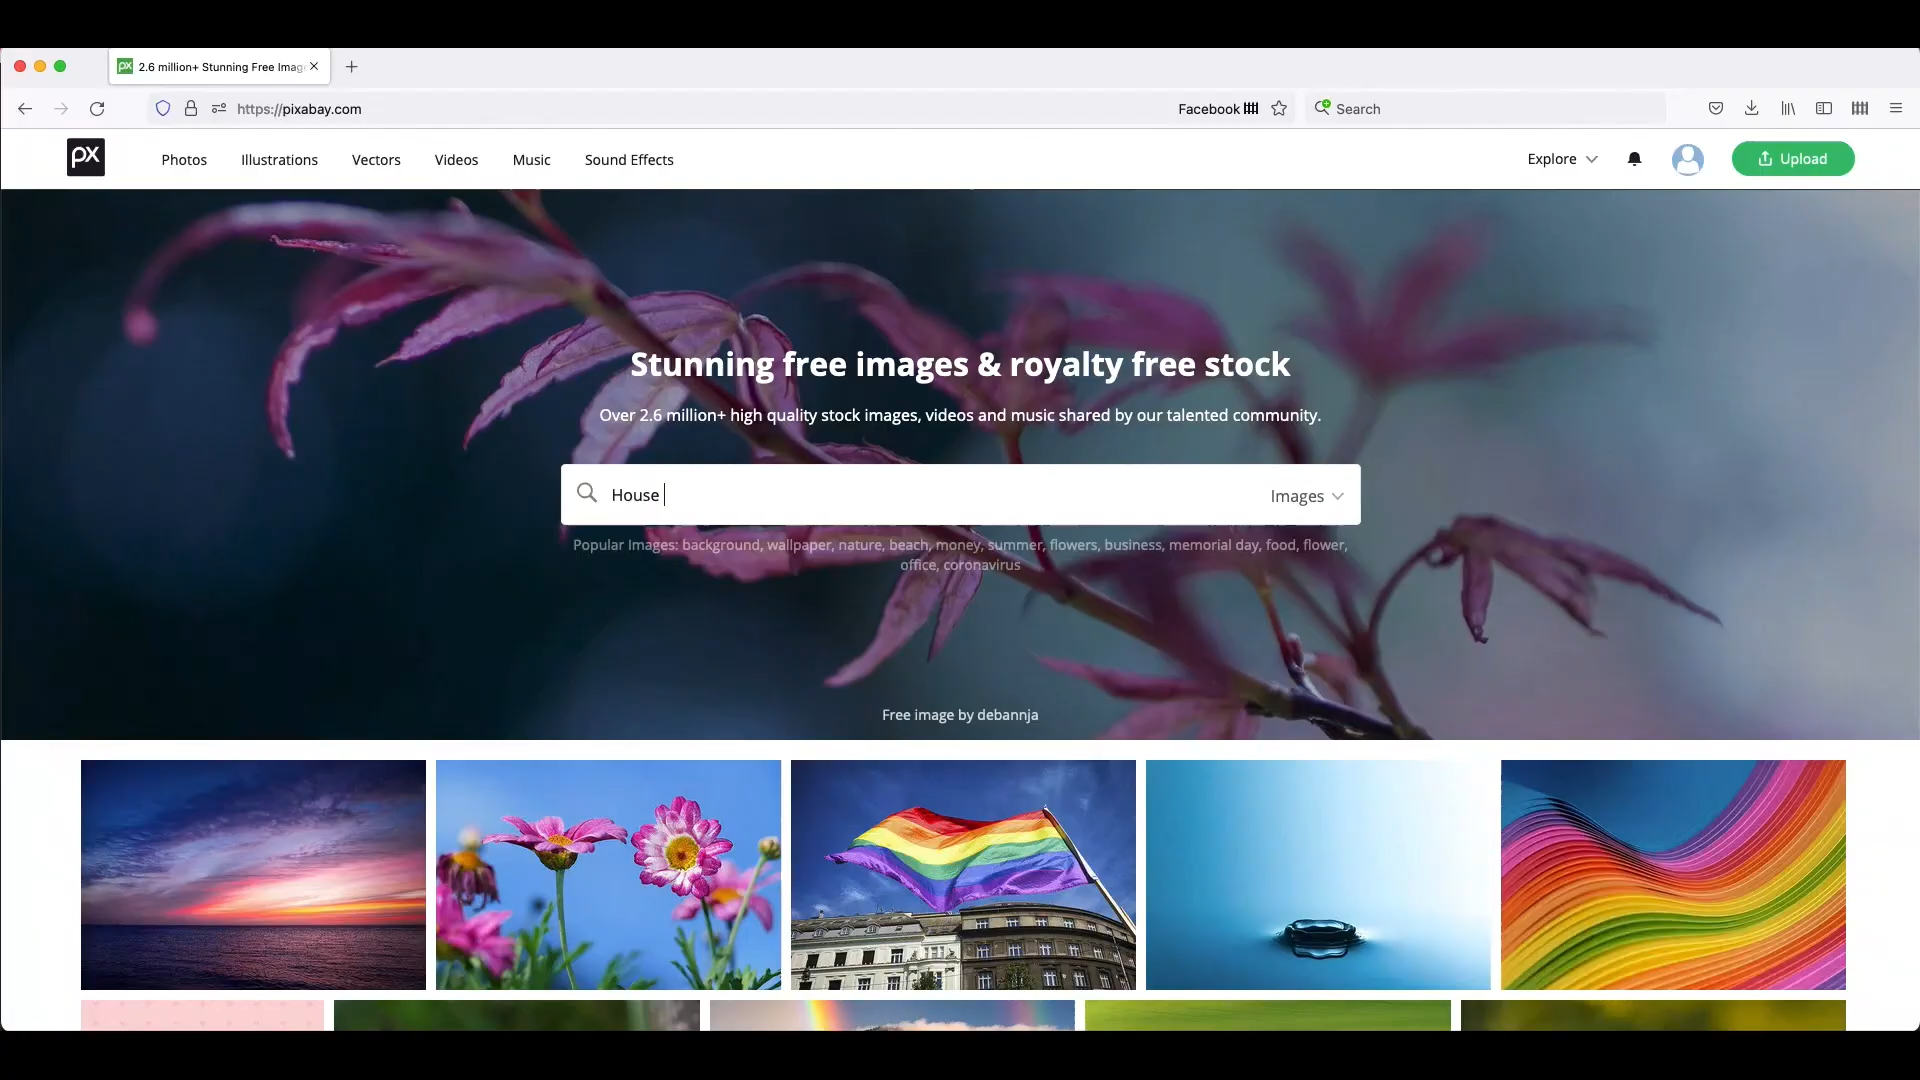 px 2.6 million+ Stunning Free Imag
https://pixabay.com
Facebook
Search
px
Photos
Illustrations
Vectors
Videos
Music
Sound Effects
Explore
Upload
Stunning free images & royalty free stock
Over 2.6 million+ high quality stock images, videos and music shared by our talented community.
House
Images
Popular Images: background, wallpaper, nature, beach, money, summer, flowers, business, memorial day, food, flower,
office, coronavirus
Free image by debannja